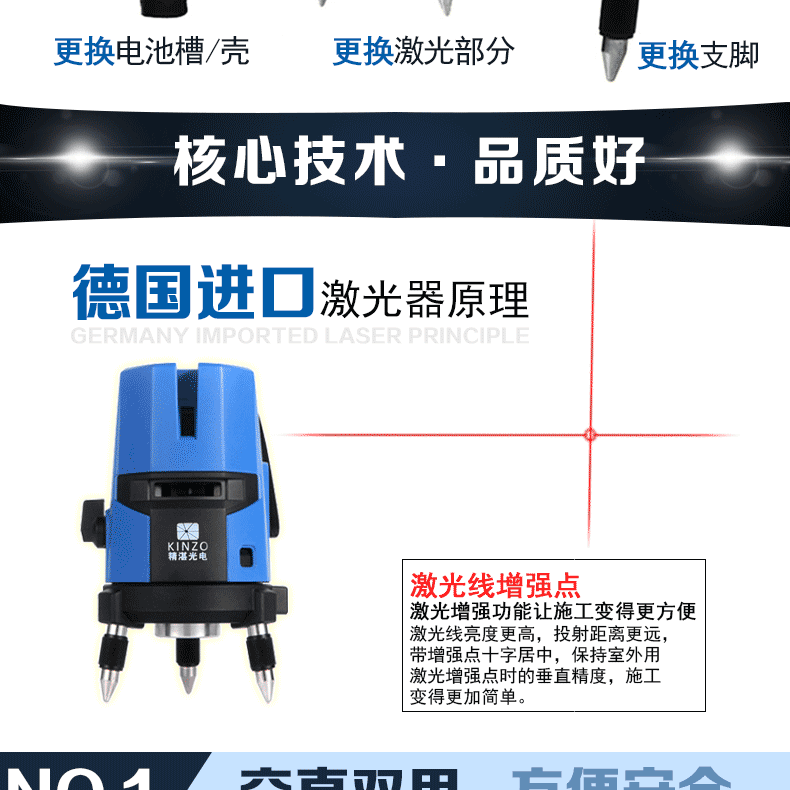 更换电池槽/壳
更换激光部分
更换支脚
核心技术·品质好
德国进口激光器原理
GERMANY IMPORTED LASER PRINCIPLE
KINZO
精湛光电
激光线增强点
激光增强功能让施工变得更方便
激光线亮度更高，投射距离更远，
带增强点十字居中，保持室外用
激光增强点时的垂直精度，施工
变得更加简单。
NO.1
交直双用 方便安全